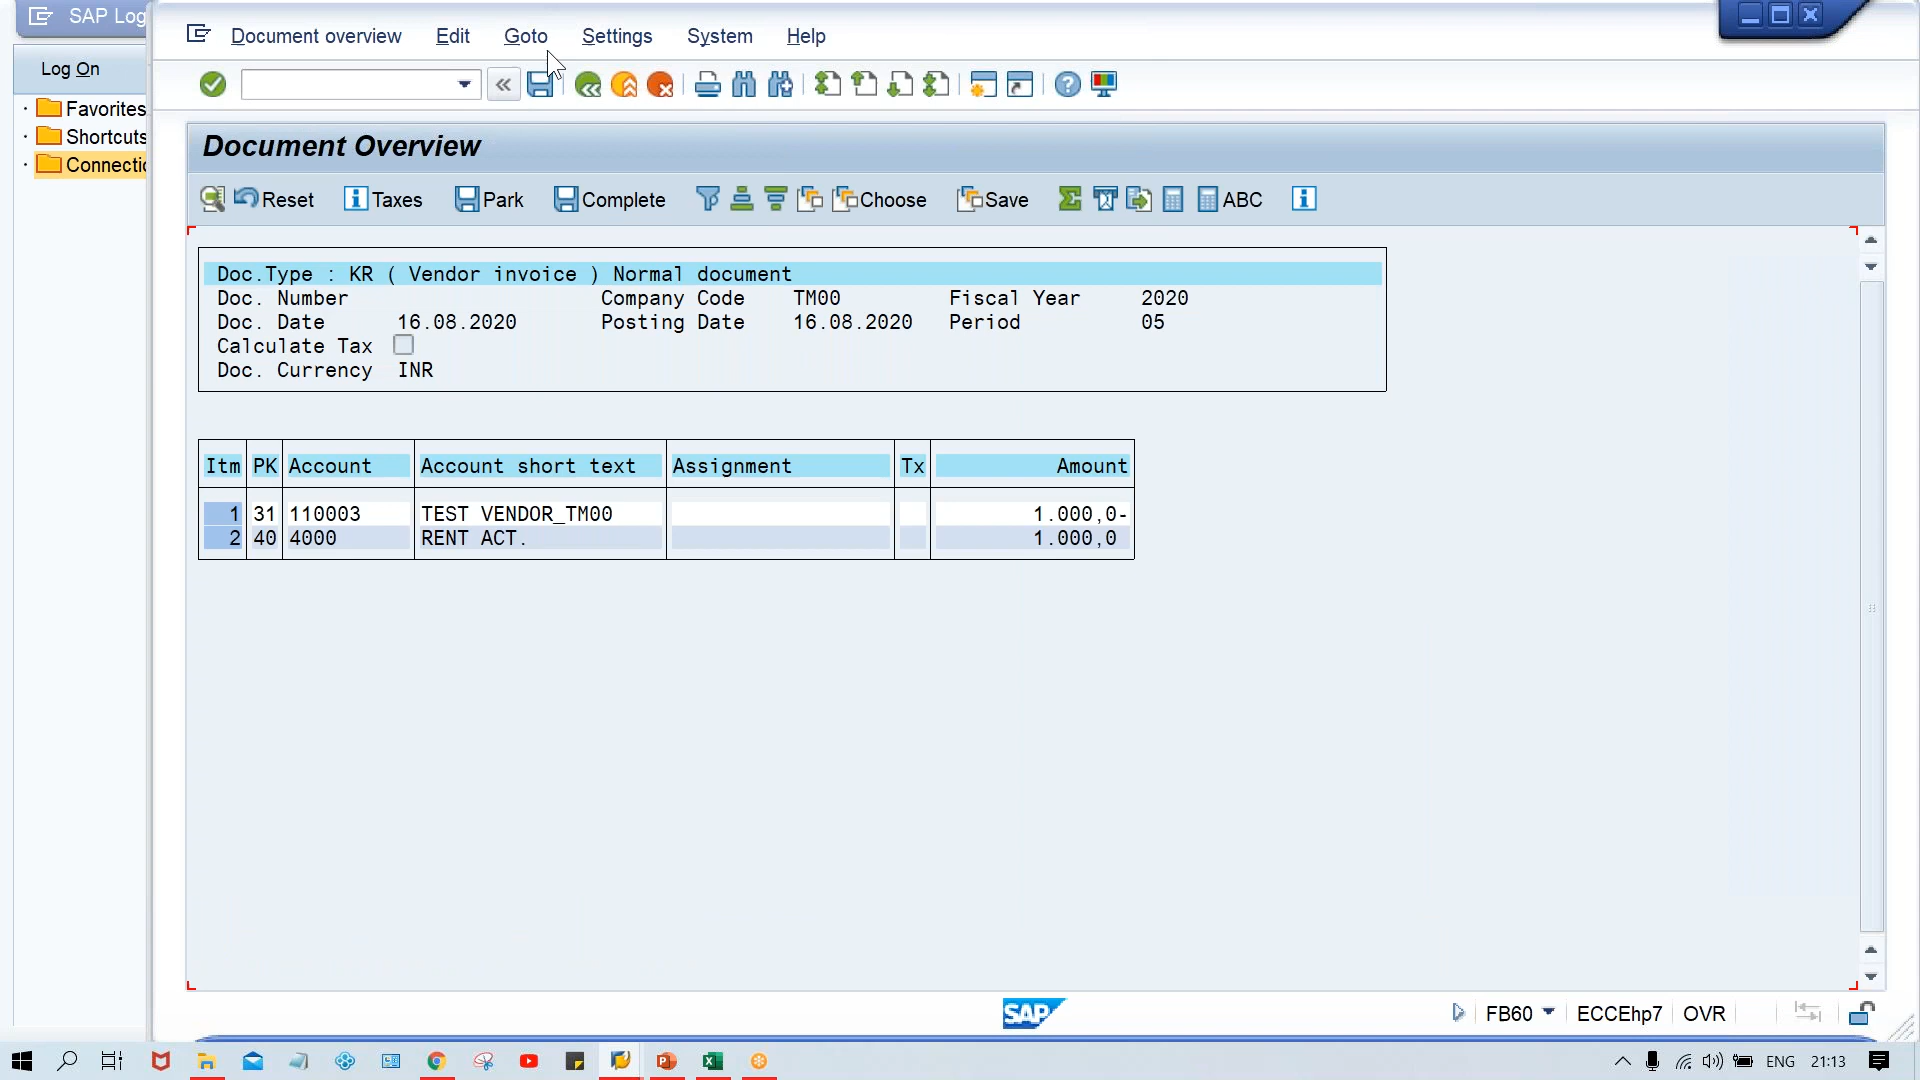 SAP Log
Document overview Edit Goto Settings System Help
Log On
Favorites
Shortcuts
Connectio
Document Overview
Reset Taxes Park Complete Choose Save ABC
Doc.Type : KR ( Vendor invoice ) Normal document
Doc. Number Company Code TM00 Fiscal Year 2020
Doc. Date 16.08.2020 Posting Date 16.08.2020 Period 05
Calculate Tax
Doc. Currency INR
Itm PK Account Account short text Assignment Tx Amount
1 31 110003 TEST VENDOR_TM00 1.000,0-
2 40 4000 RENT ACT. 1.000,0
SAP FB60 ECCEhp7 OVR
ENG 21:13